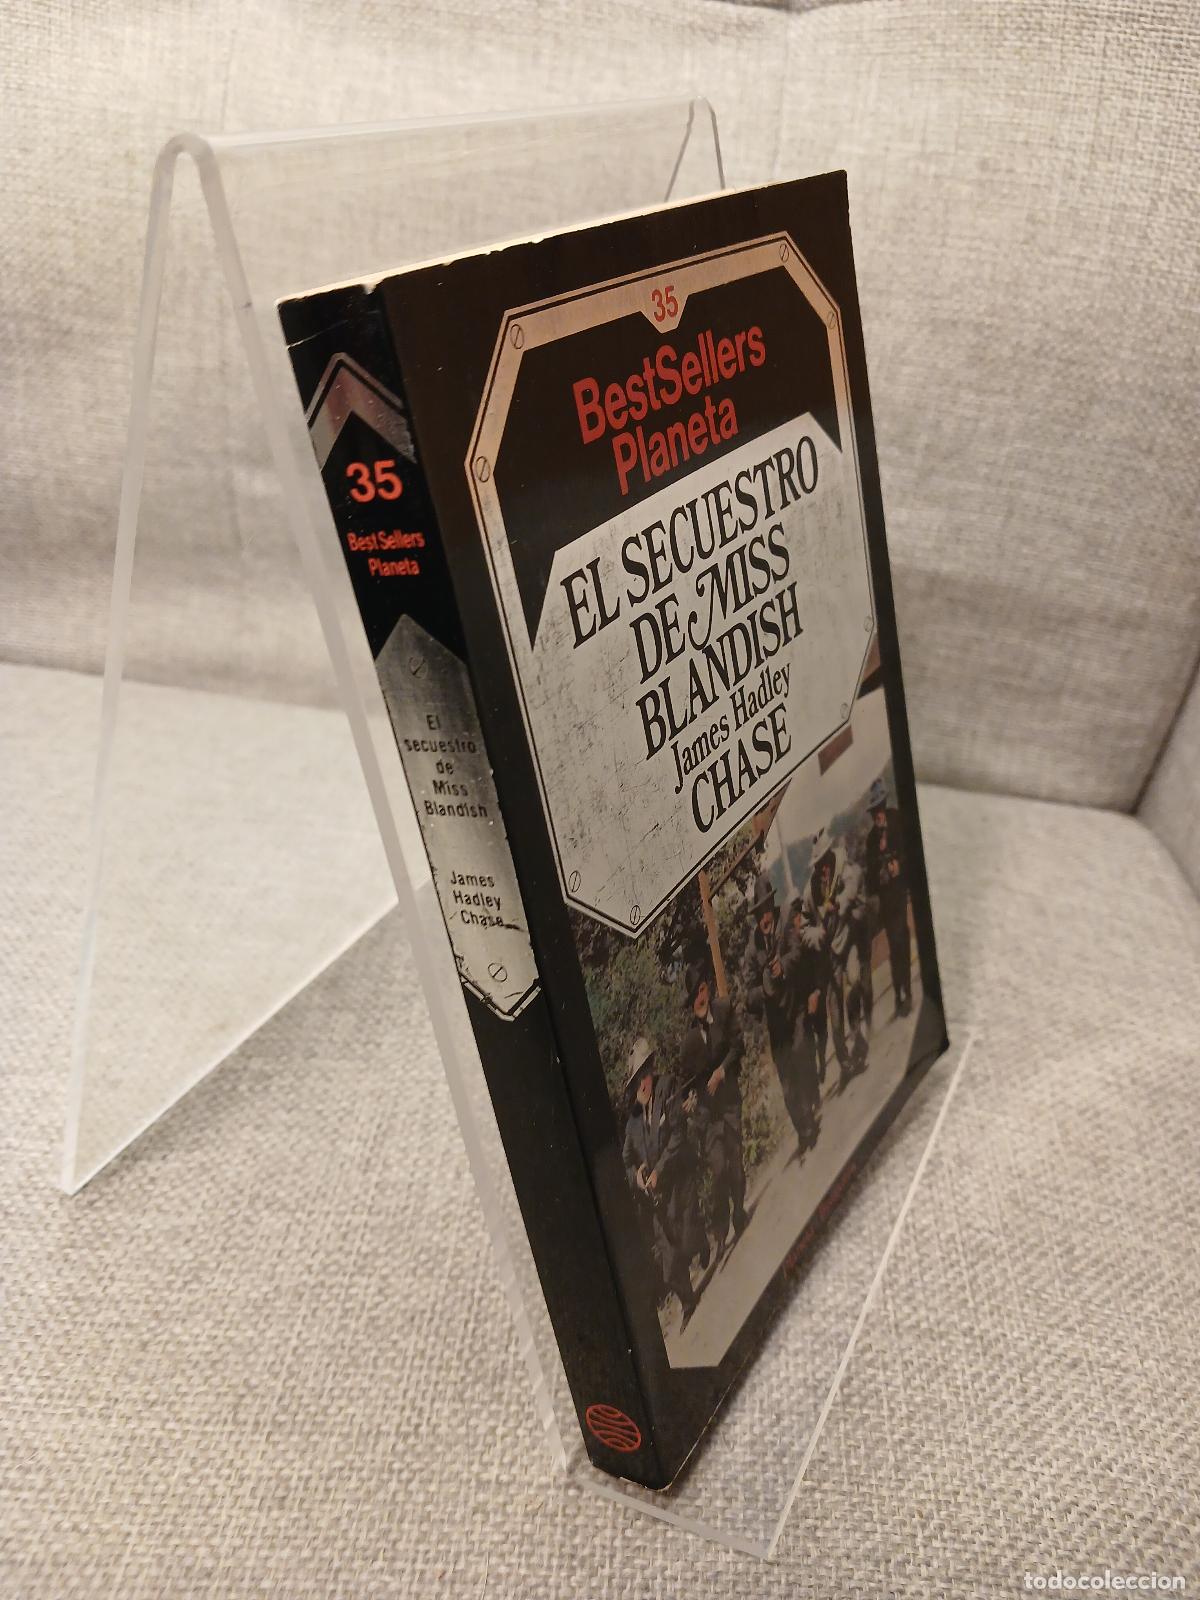 35
BestSellers
Planeta
EL SECUESTRO
DE MISS
BLANDISH
James Hadley
CHASE
35
BestSellers
Planeta
El
secuestro
de
Miss
Blandish
James
Hadley
Chase
todocoleccion